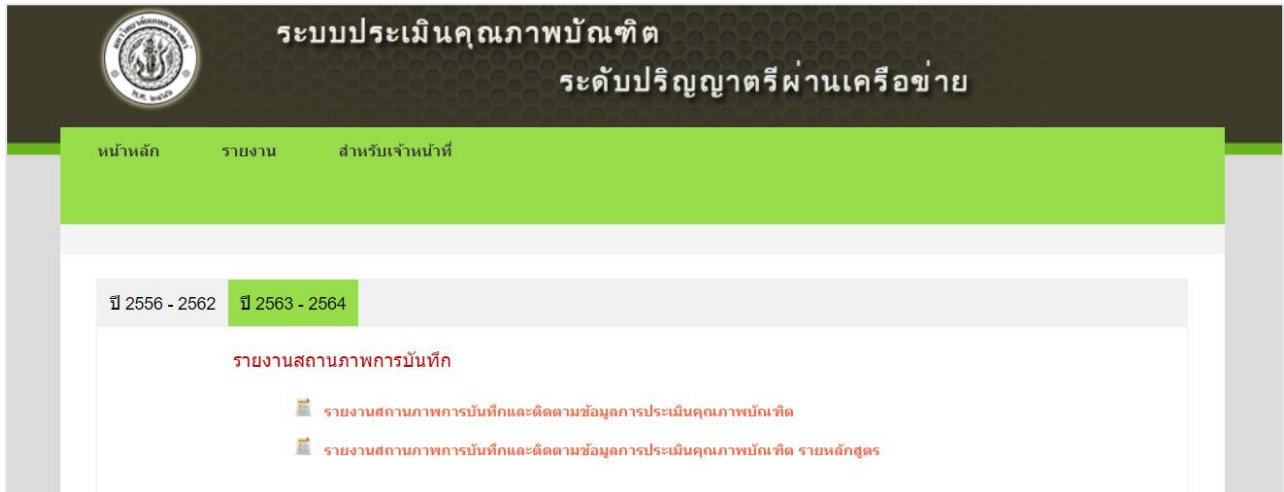 ระบบประเมินคุณภาพบัณฑิต
ระดับปริญญาตรีผ่านเครือข่าย
หน้าหลัก รายงาน สำหรับเจ้าหน้าที่
ปี 2556 - 2562 ปี 2563 - 2564
รายงานสถานภาพการบันทึก
รายงานสถานภาพการบันทึกและติดตามข้อมูลการประเมินคุณภาพบัณฑิต
รายงานสถานภาพการบันทึกและติดตามข้อมูลการประเมินคุณภาพบัณฑิต รายหลักสูตร